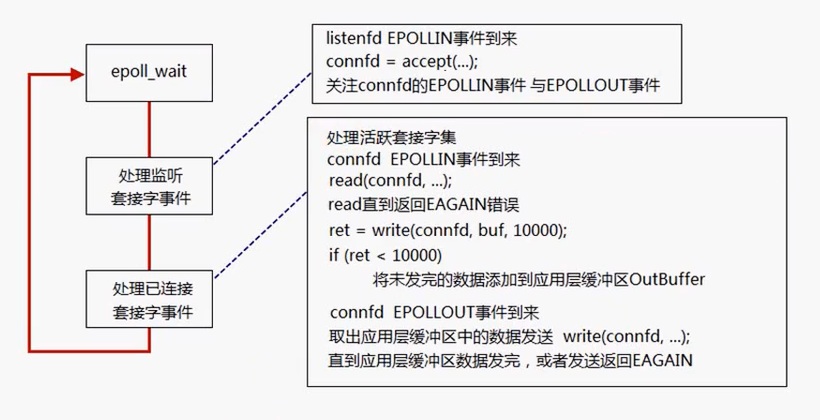 epoll_wait
处理监听
套接字事件
处理已连接
套接字事件
listenfd EPOLLIN事件到来
connfd = accept(...);
关注connfd的EPOLLIN事件 与EPOLLOUT事件
处理活跃套接字集
connfd EPOLLIN事件到来
read(connfd, ...);
read直到返回EAGAIN错误
ret = write(connfd, buf, 10000);
if (ret < 10000)
将未发完的数据添加到应用层缓冲区OutBuffer
connfd EPOLLOUT事件到来
取出应用层缓冲区中的数据发送 write(connfd, ...);
直到应用层缓冲区数据发完，或者发送返回EAGAIN